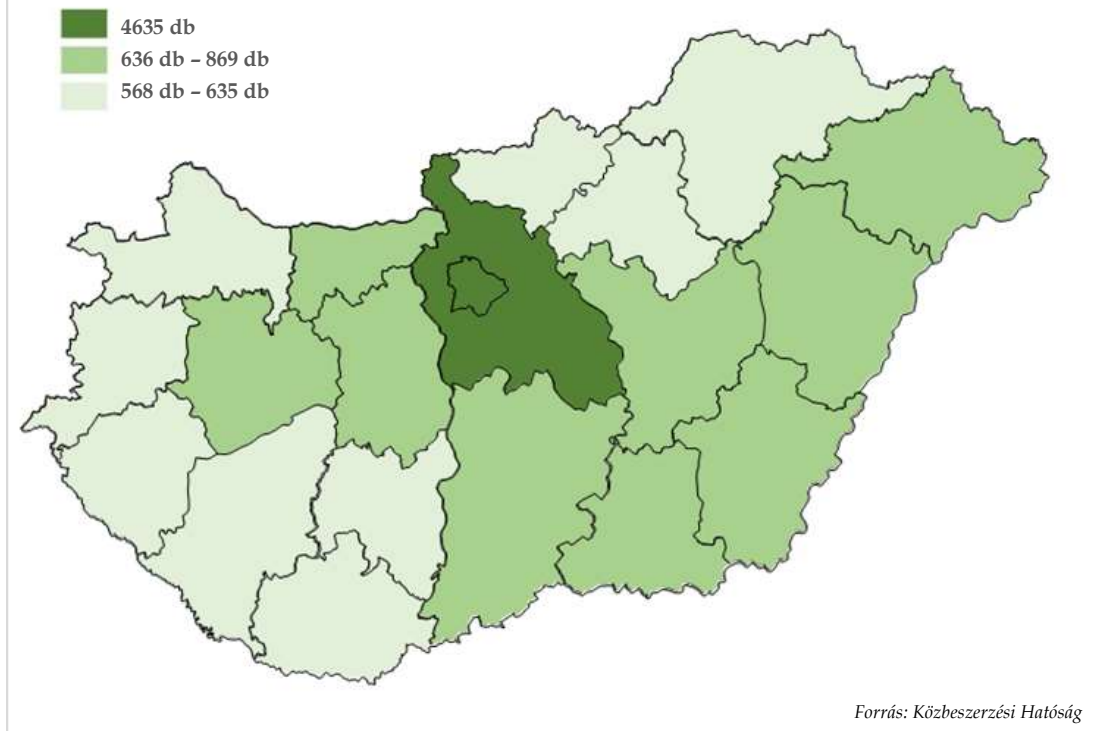 4635 db
636 db – 869 db
568 db – 635 db
Forrás: Közbeszerzési Hatóság